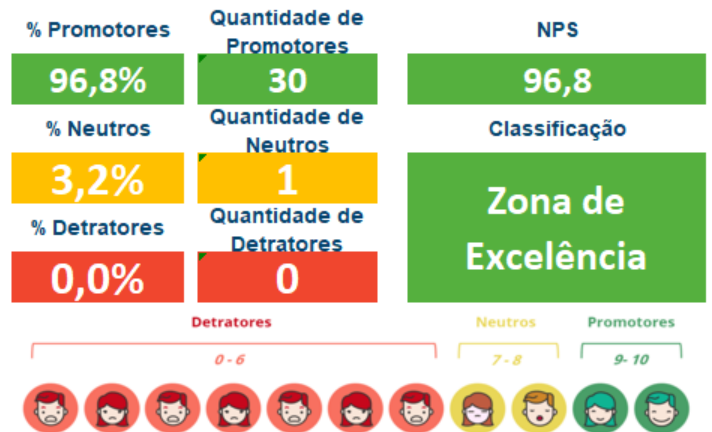 % Promotores
Quantidade de
Promotores
NPS
96,8%
30
96,8
% Neutros
Quantidade de
Neutros
Classificação
3,2%
1
Zona de
Excelência
% Detratores
Quantidade de
Detratores
0,0%
0
Detratores
Neutros
Promotores
0 - 6
7 - 8
9- 10